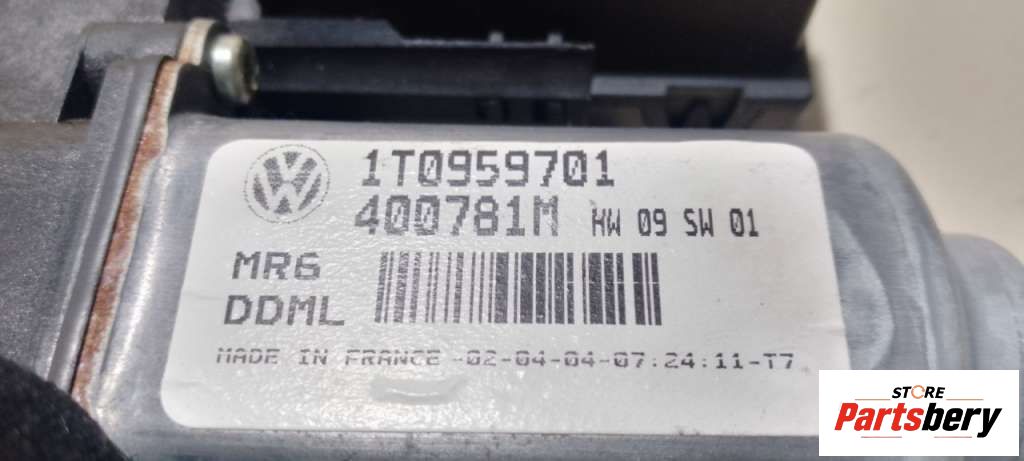 1T0959701
400781M HW 09 SW 01
MR6
DDML
MADE IN FRANCE -02-04-04-07:24:11-T7
STORE
Partsbery